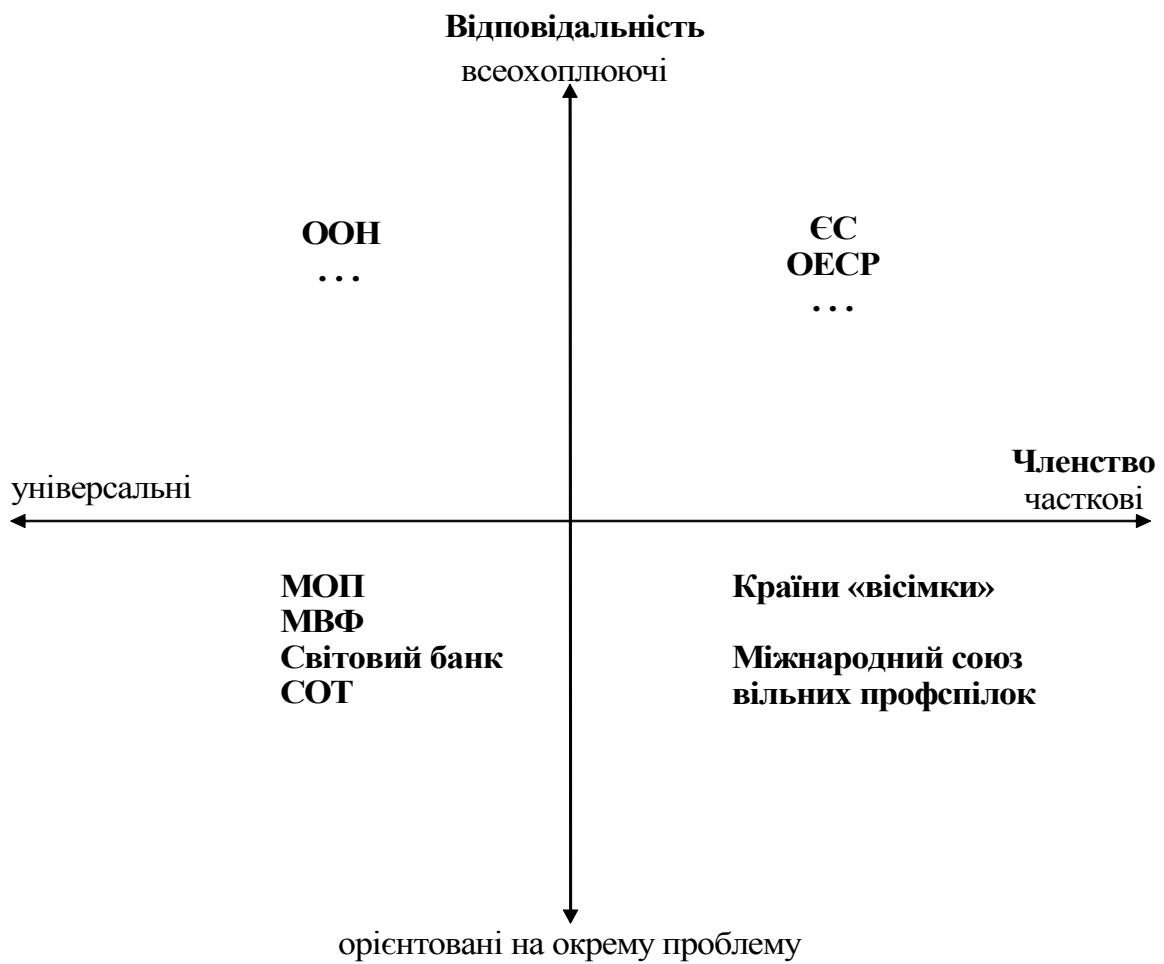 Відповідальність
всеохоплюючі
ООН
. . .
ЄС
ОЕСР
. . .
універсальні
Членство
часткові
МОП
МВФ
Світовий банк
СОТ
Країни «вісімки»
Міжнародний союз
вільних профспілок
орієнтовані на окрему проблему